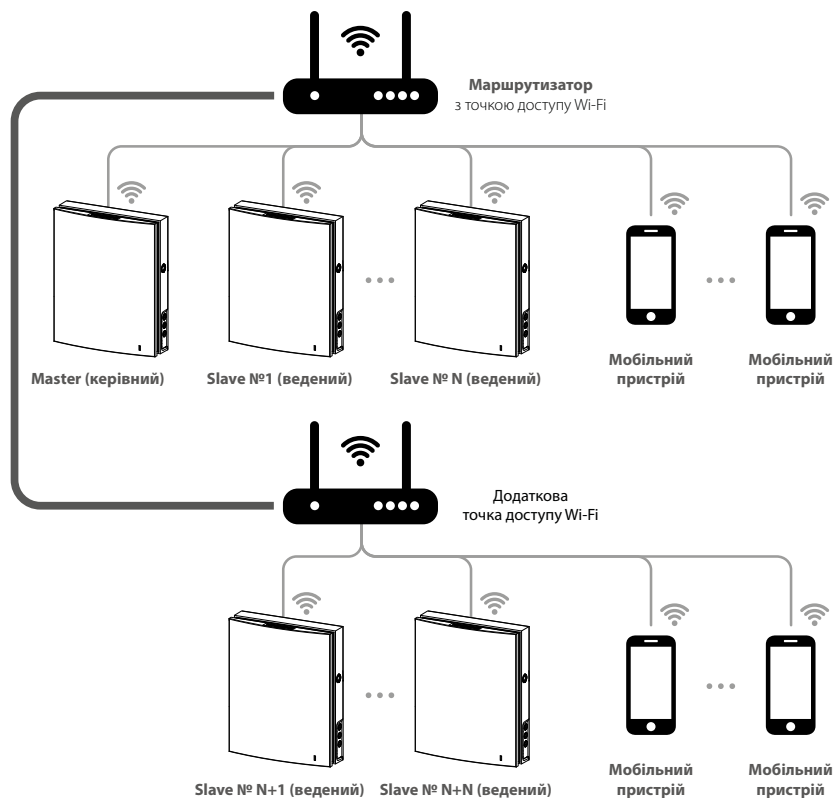 Маршрутизатор
з точкою доступу Wi-Fi
Master (керівний)
Slave №1 (ведений)
Slave № N (ведений)
Мобільний
пристрій
Мобільний
пристрій
Додаткова
точка доступу Wi-Fi
Slave № N+1 (ведений)
Slave № N+N (ведений)
Мобільний
пристрій
Мобільний
пристрій